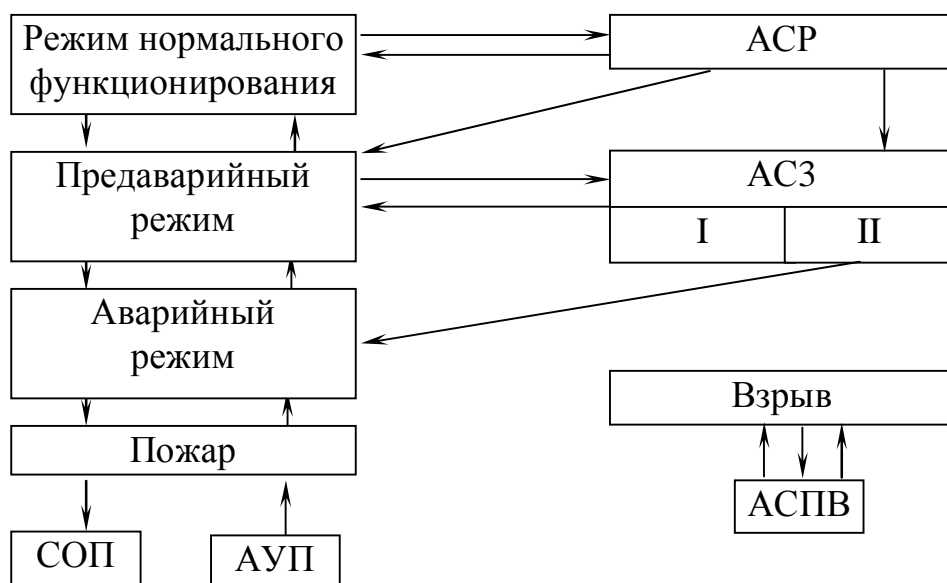 Режим нормального
функционирования
АСР
Предаварийный
режим
АСЗ
I
II
Аварийный
режим
Взрыв
Пожар
АСПВ
СОП
АУП